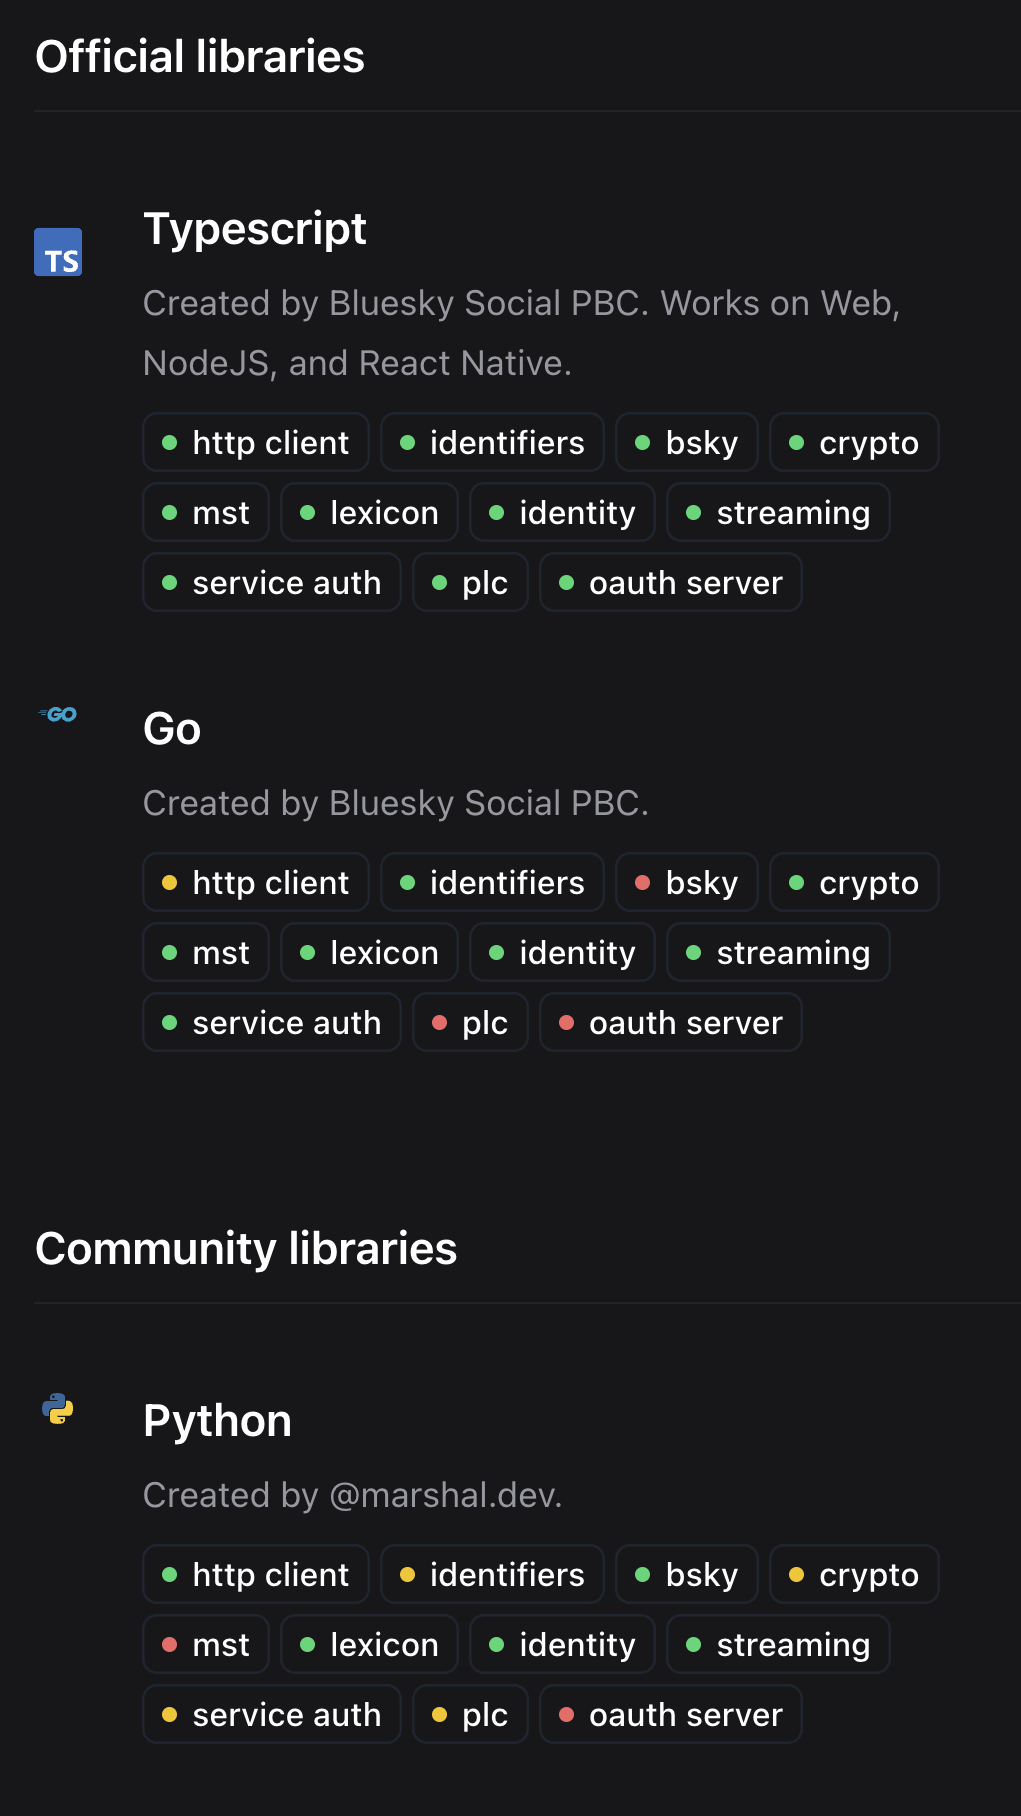 Official libraries
TS
Typescript
Created by Bluesky Social PBC. Works on Web,
NodeJS, and React Native.
http client identifiers bsky crypto
mst lexicon identity streaming
service auth plc oauth server
GO
Go
Created by Bluesky Social PBC.
http client identifiers bsky crypto
mst lexicon identity streaming
service auth plc oauth server
Community libraries
Python
Created by @marshal.dev.
http client identifiers bsky crypto
mst lexicon identity streaming
service auth plc oauth server